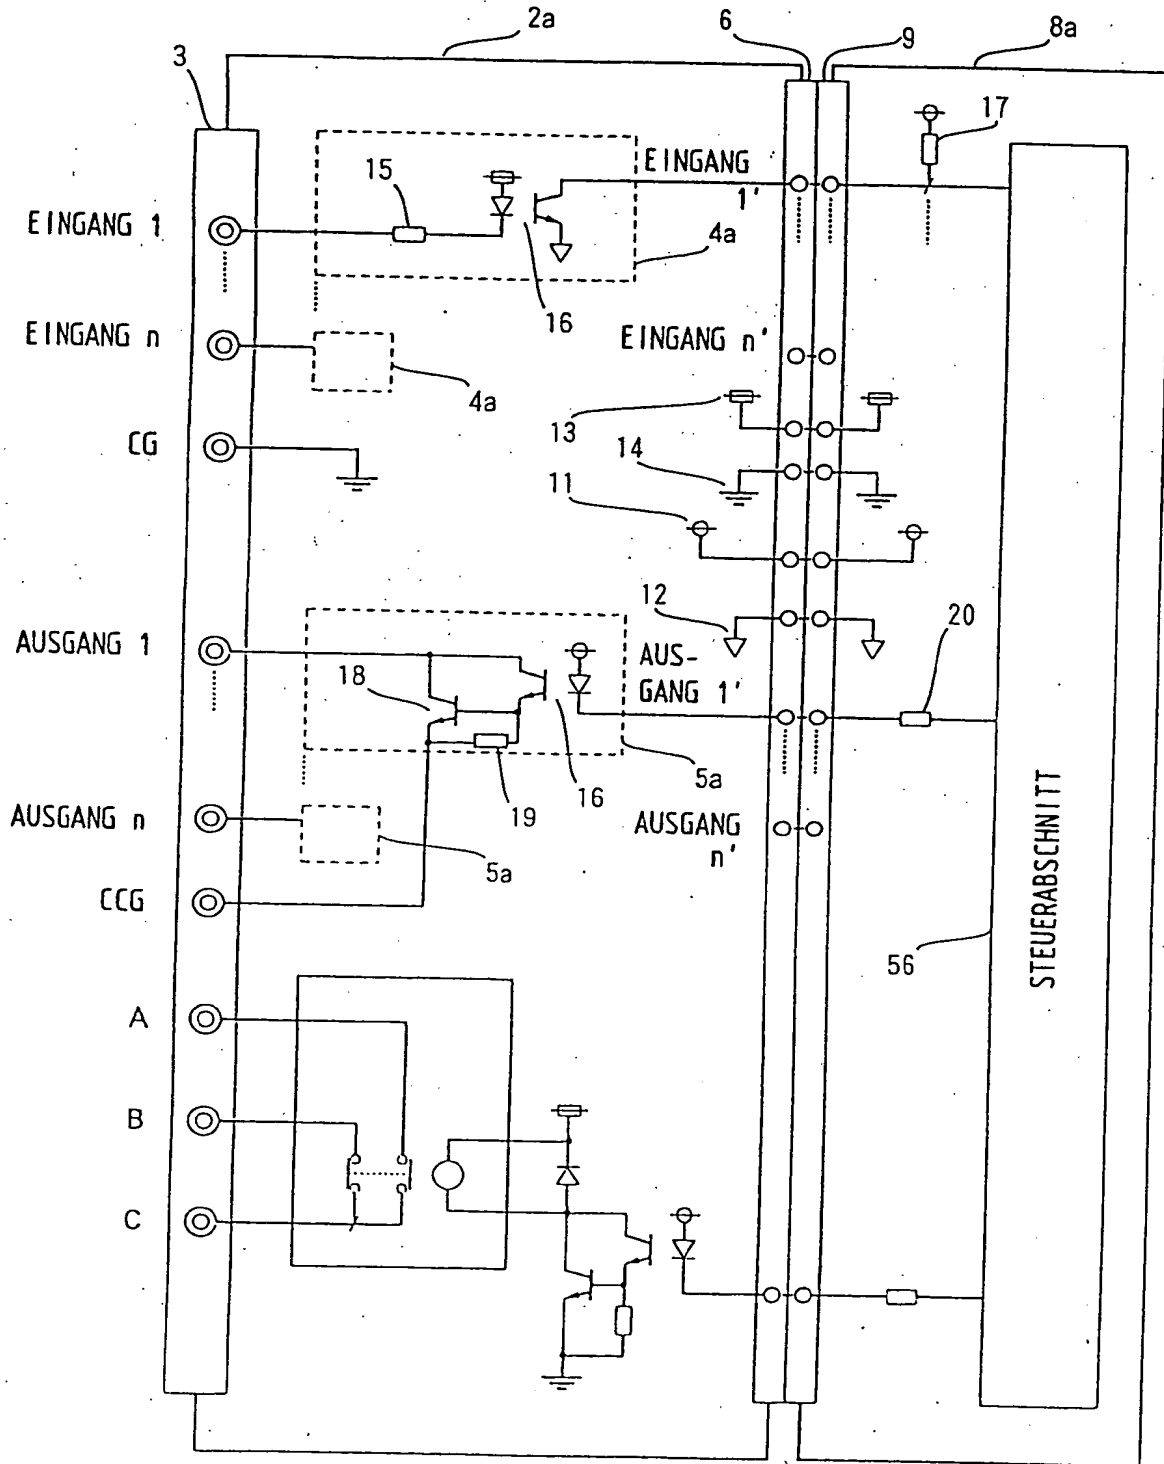 2a
6
9
8a
3
17
15
EINGANG
1'
EINGANG 1
4a
16
EINGANG n
EINGANG n'
4a
13
CG
14
11
12
20
AUSGANG 1
AUS-
GANG 1'
18
5a
19
16
AUSGANG n
AUSGANG
n'
5a
CCG
56
STEUERABSCHNITT
A
B
C